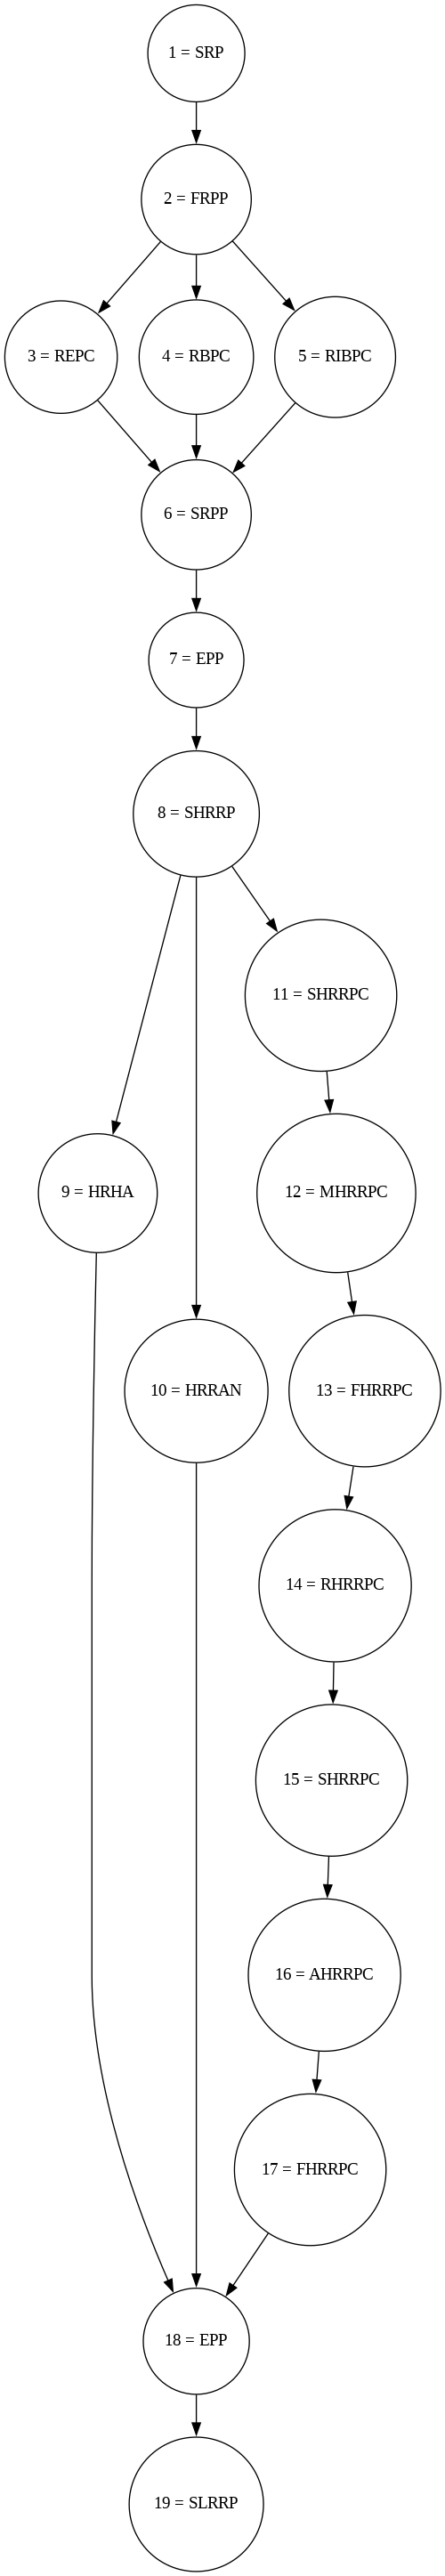 1 = SRP
2 = FRPP
3 = REPC
4 = RBPC
5 = RIBPC
6 = SRPP
7 = EPP
8 = SHRRP
11 = SHRRPC
9 = HRHA
12 = MHRRPC
10 = HRRAN
13 = FHRRPC
14 = RHRRPC
15 = SHRRPC
16 = AHRRPC
17 = FHRRPC
18 = EPP
19 = SLRRP